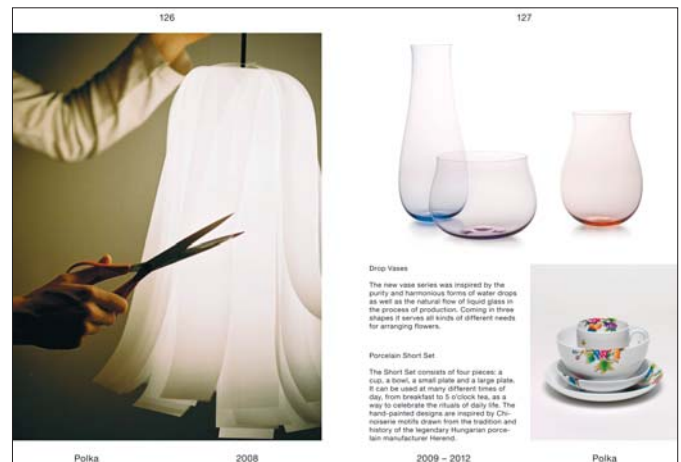 126
127
Drop Vases
The new vase series was inspired by the
purity and harmonious forms of water drops
as well as the natural flow of liquid glass in
the process of production. Coming in three
shapes it serves all kinds of different needs
for arranging flowers.
Porcelain Short Set
The Short Set consists of four pieces: a
cup, a bowl, a small plate and a large plate.
It can be used at many different times of
day, from breakfast to 5 o'clock tea, as a
way to celebrate the rituals of daily life. The
hand-painted designs are inspired by Chi-
noiserie motifs drawn from the tradition and
history of the legendary Hungarian porce-
lain manufacturer Herend.
Polka
2008
2009 – 2012
Polka